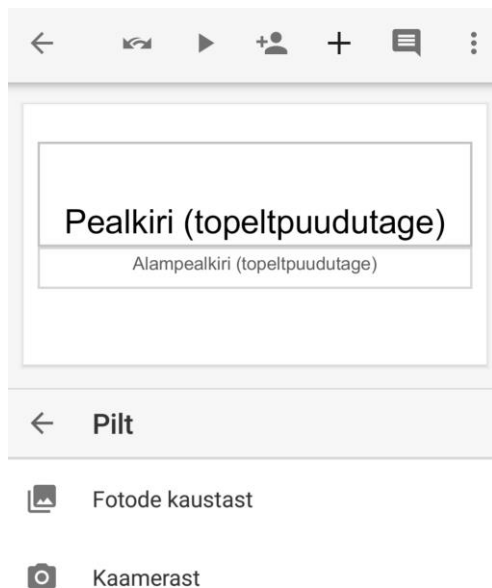 Pealkiri (topeltpuudutage)
Alampealkiri (topeltpuudutage)
Pilt
Fotode kaustast
Kaamerast